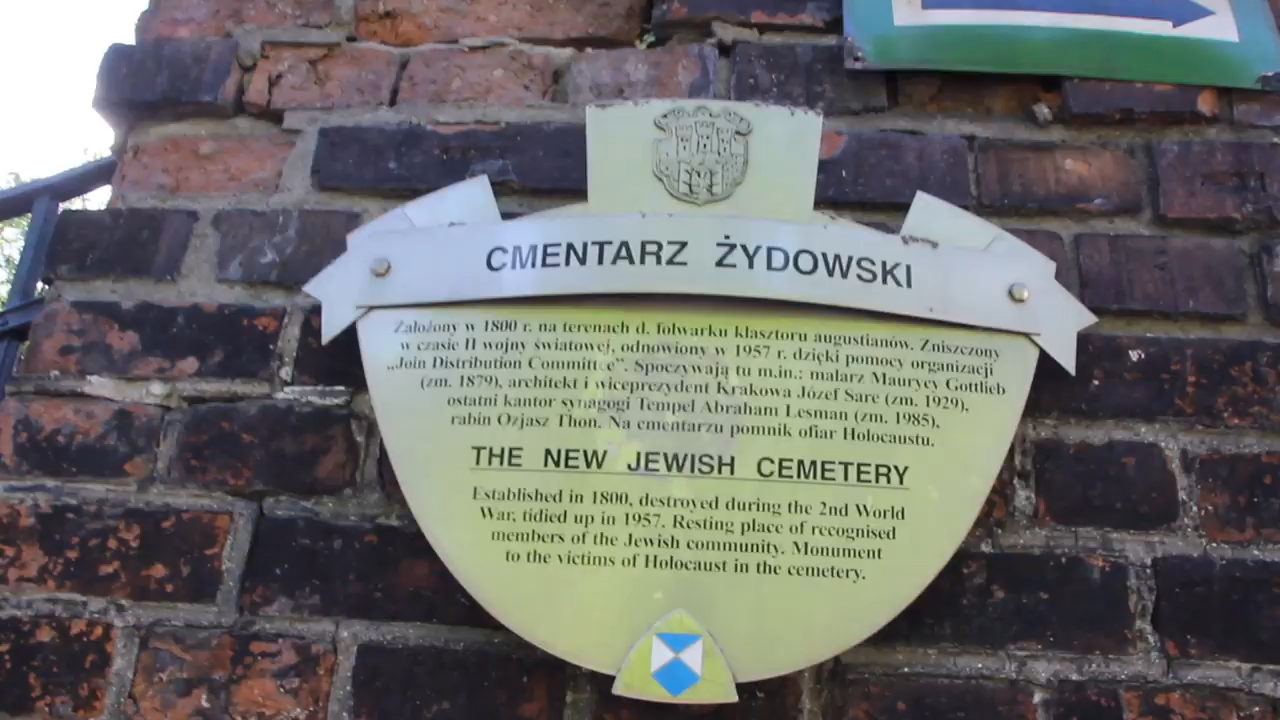 CMENTARZ ŻYDOWSKI
Założony w 1800 r. na terenach d. folwarku klasztoru augustianów. Zniszczony
w czasie II wojny światowej, odnowiony w 1957 r. dzięki pomocy organizacji
„Join Distribution Committee”. Spoczywają tu m.in.: malarz Maurycy Gottlieb
(zm. 1879), architekt i wiceprezydent Krakowa Józef Sare (zm. 1929),
ostatni kantor synagogi Tempel Abraham Lesman (zm. 1985),
rabin Ozjasz Thon. Na cmentarzu pomnik ofiar Holocaustu.
THE NEW JEWISH CEMETERY
Established in 1800, destroyed during the 2nd World
War, tidied up in 1957. Resting place of recognised
members of the Jewish community. Monument
to the victims of Holocaust in the cemetery.